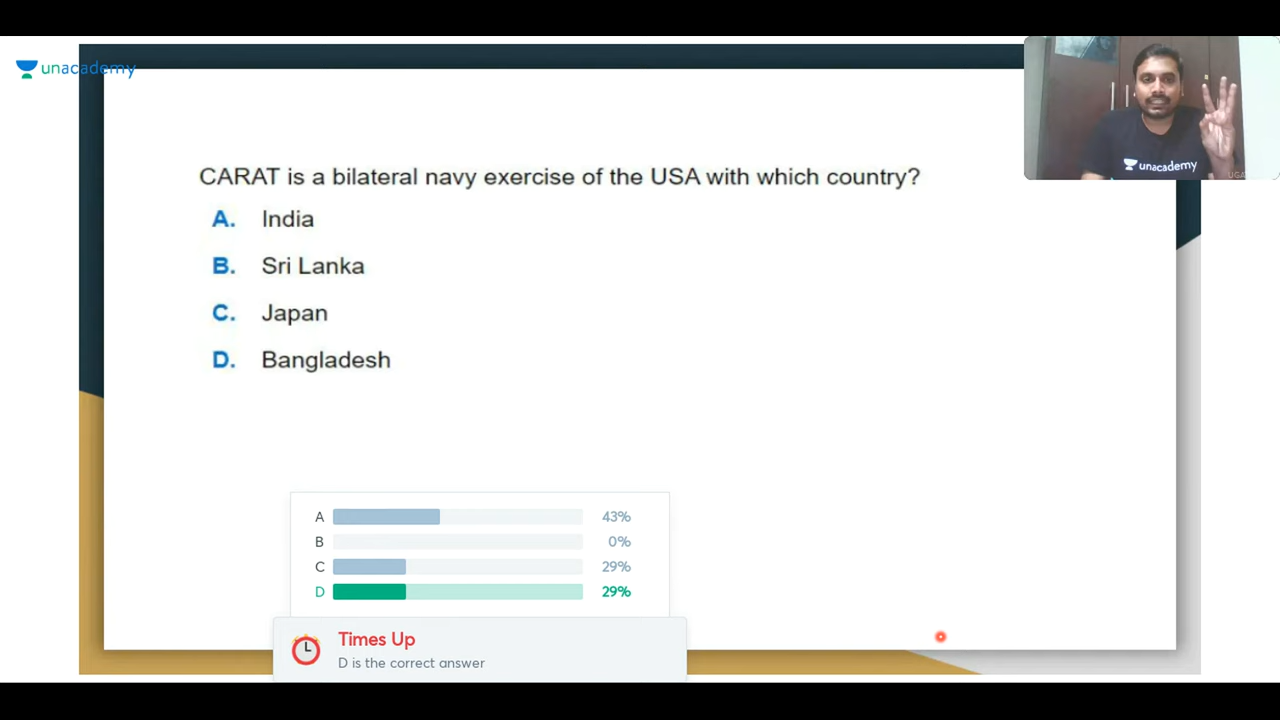 unacademy
unacademy
CARAT is a bilateral navy exercise of the USA with which country?
A. India
B. Sri Lanka
C. Japan
D. Bangladesh
A 43%
B 0%
C 29%
D 29%
Times Up
D is the correct answer